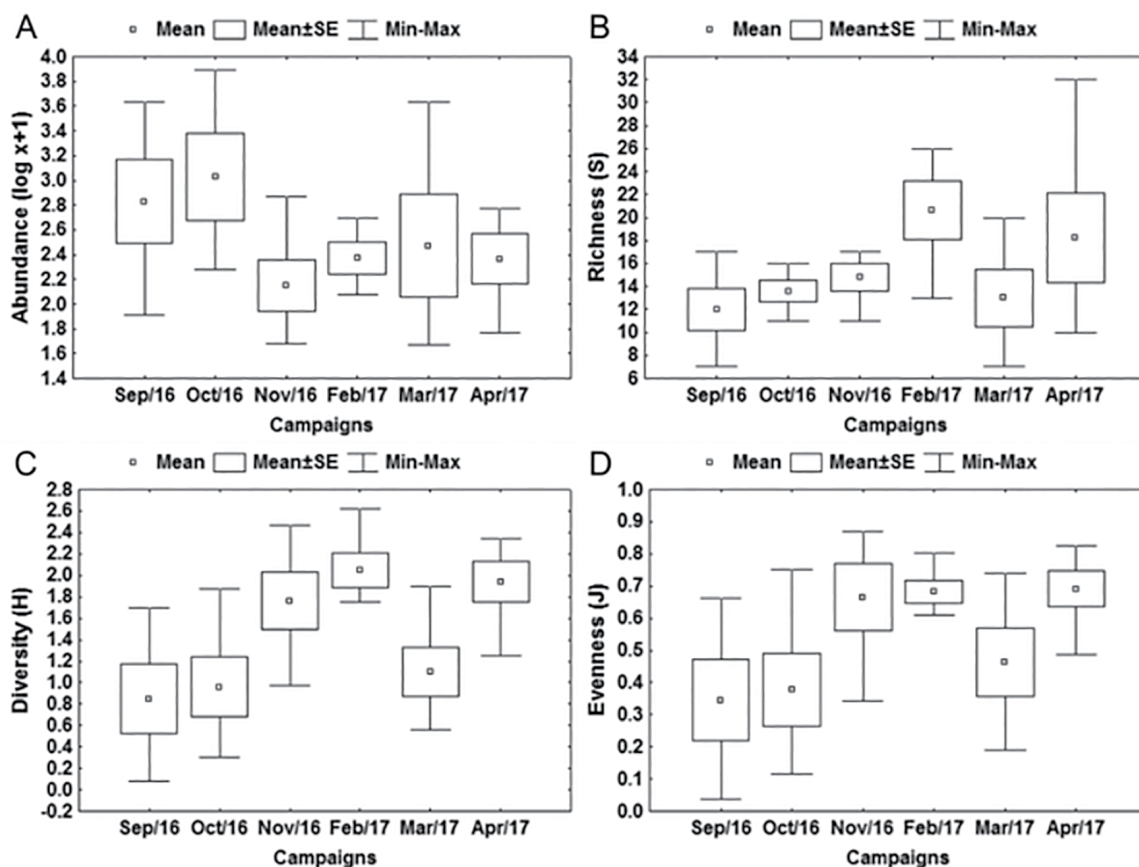 A
Mean Mean±SE Min-Max
4.0
3.8
3.6
3.4
3.2
3.0
2.8
2.6
2.4
2.2
2.0
1.8
1.6
1.4
Abundance (log x+1)
Sep/16 Oct/16 Nov/16 Feb/17 Mar/17 Apr/17
Campaigns
B
Mean Mean±SE Min-Max
34
32
30
28
26
24
22
20
18
16
14
12
10
8
6
Richness (S)
Sep/16 Oct/16 Nov/16 Feb/17 Mar/17 Apr/17
Campaigns
C
Mean Mean±SE Min-Max
2.8
2.6
2.4
2.2
2.0
1.8
1.6
1.4
1.2
1.0
0.8
0.6
0.4
0.2
0.0
-0.2
Diversity (H)
Sep/16 Oct/16 Nov/16 Feb/17 Mar/17 Apr/17
Campaigns
D
Mean Mean±SE Min-Max
1.0
0.9
0.8
0.7
0.6
0.5
0.4
0.3
0.2
0.1
0.0
Evenness (J)
Sep/16 Oct/16 Nov/16 Feb/17 Mar/17 Apr/17
Campaigns